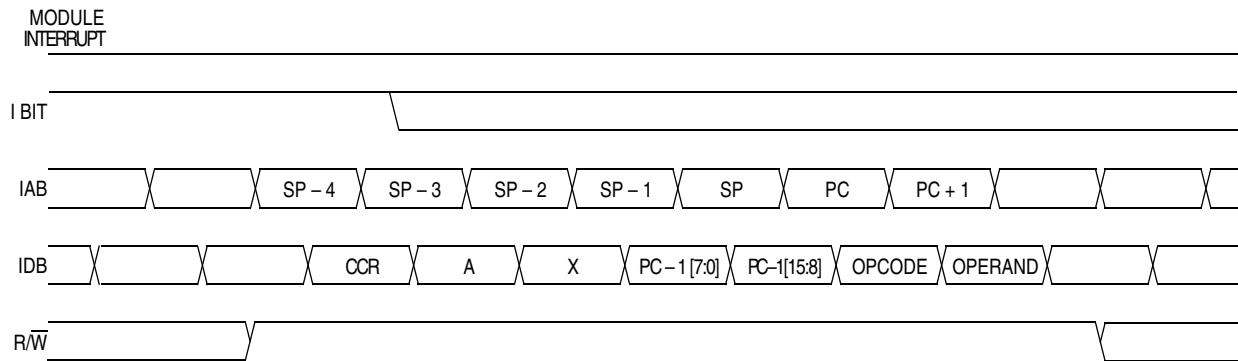 MODULE
INTERRUPT
I BIT
IAB SP – 4 SP – 3 SP – 2 SP – 1 SP PC PC + 1
IDB CCR A X PC – 1 [7:0] PC–1[15:8] OPCODE OPERAND
R/W̅